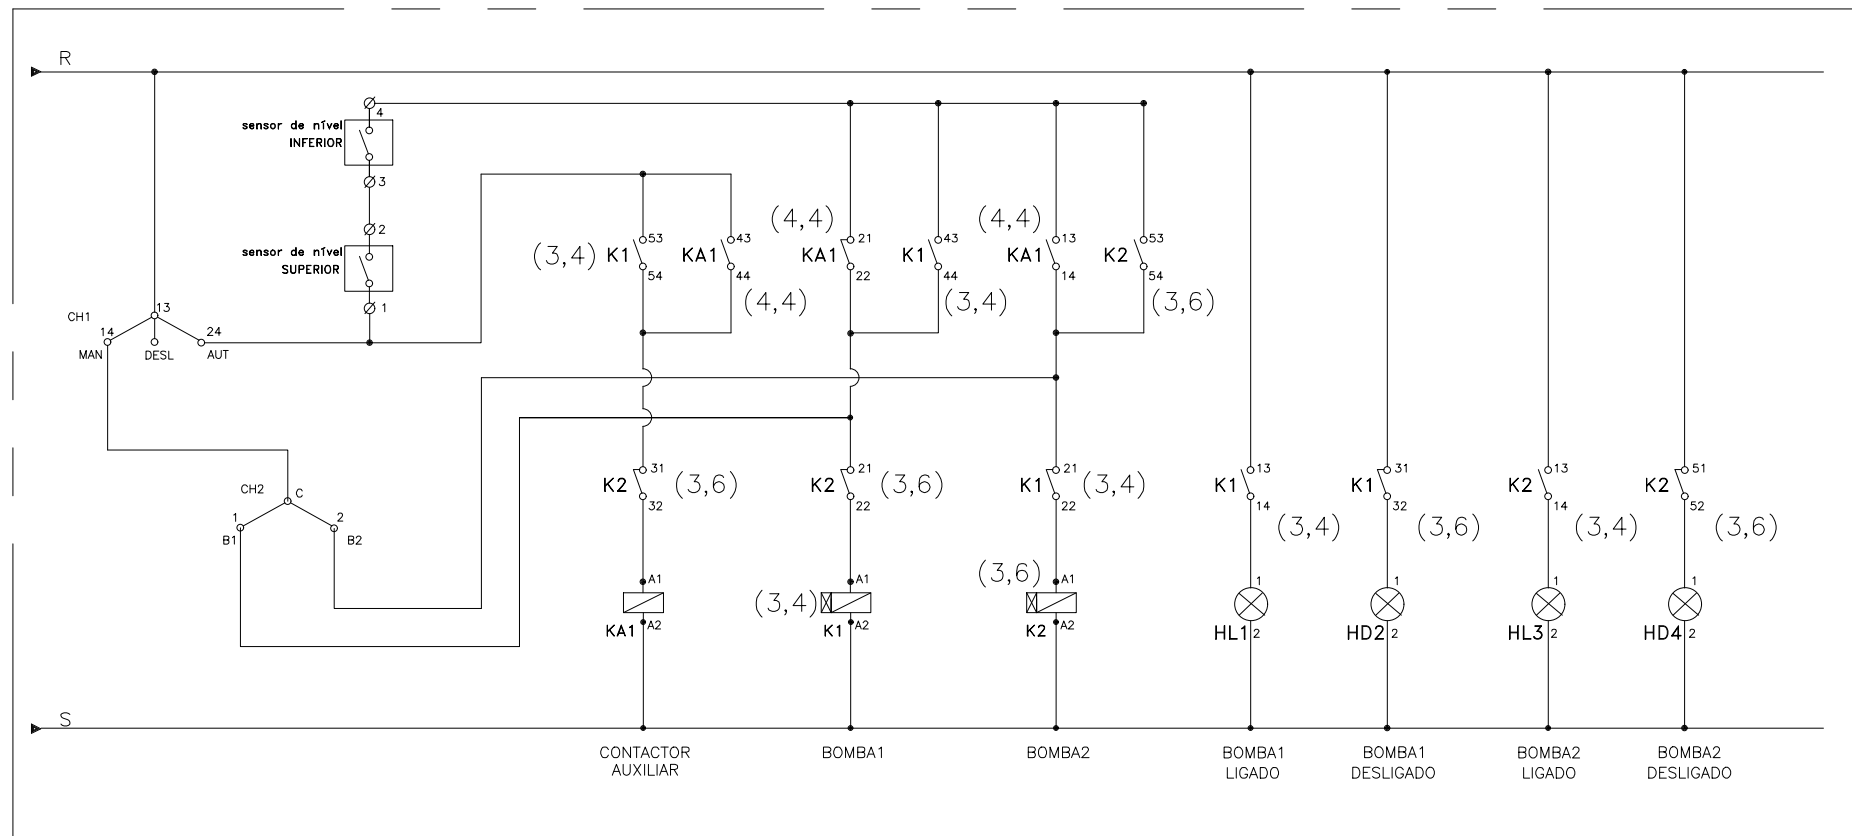 R
4
sensor de nível
INFERIOR
3
2
sensor de nível
SUPERIOR
1
CH1
13
14
24
MAN
DESL
AUT
(3,4) K1 53
54
KA1 43
44
(4,4)
(4,4)
KA1 21
22
K1 43
44
(3,4)
(4,4)
KA1 13
14
K2 53
54
(3,6)
CH2
C
1
2
B1
B2
K2 31
32
(3,6)
K2 21
22
(3,6)
K1 21
22
(3,4)
K1 13
14
(3,4)
K1 31
32
(3,6)
K2 13
14
(3,4)
K2 51
52
(3,6)
A1
KA1 A2
(3,4)
A1
K1 A2
(3,6)
A1
K2 A2
1
HL1 2
1
HD2 2
1
HL3 2
1
HD4 2
S
CONTACTOR
AUXILIAR
BOMBA1
BOMBA2
BOMBA1
LIGADO
BOMBA1
DESLIGADO
BOMBA2
LIGADO
BOMBA2
DESLIGADO